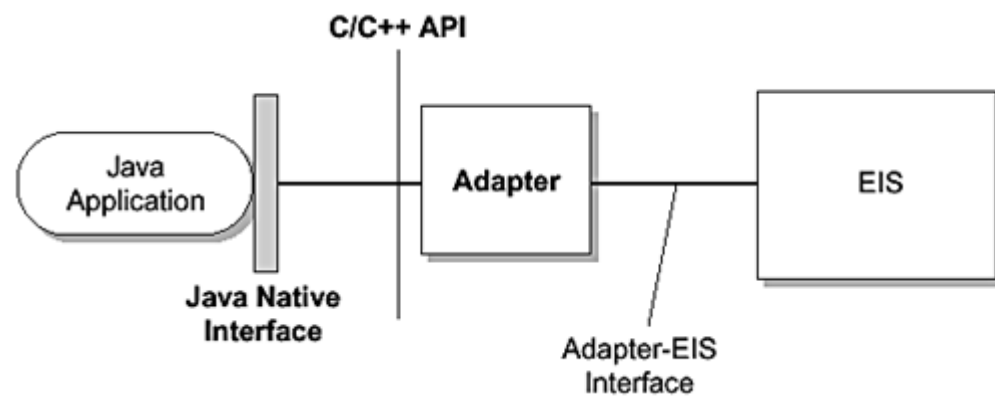 C/C++ API
Java
Application
Adapter
EIS
Java Native
Interface
Adapter-EIS
Interface